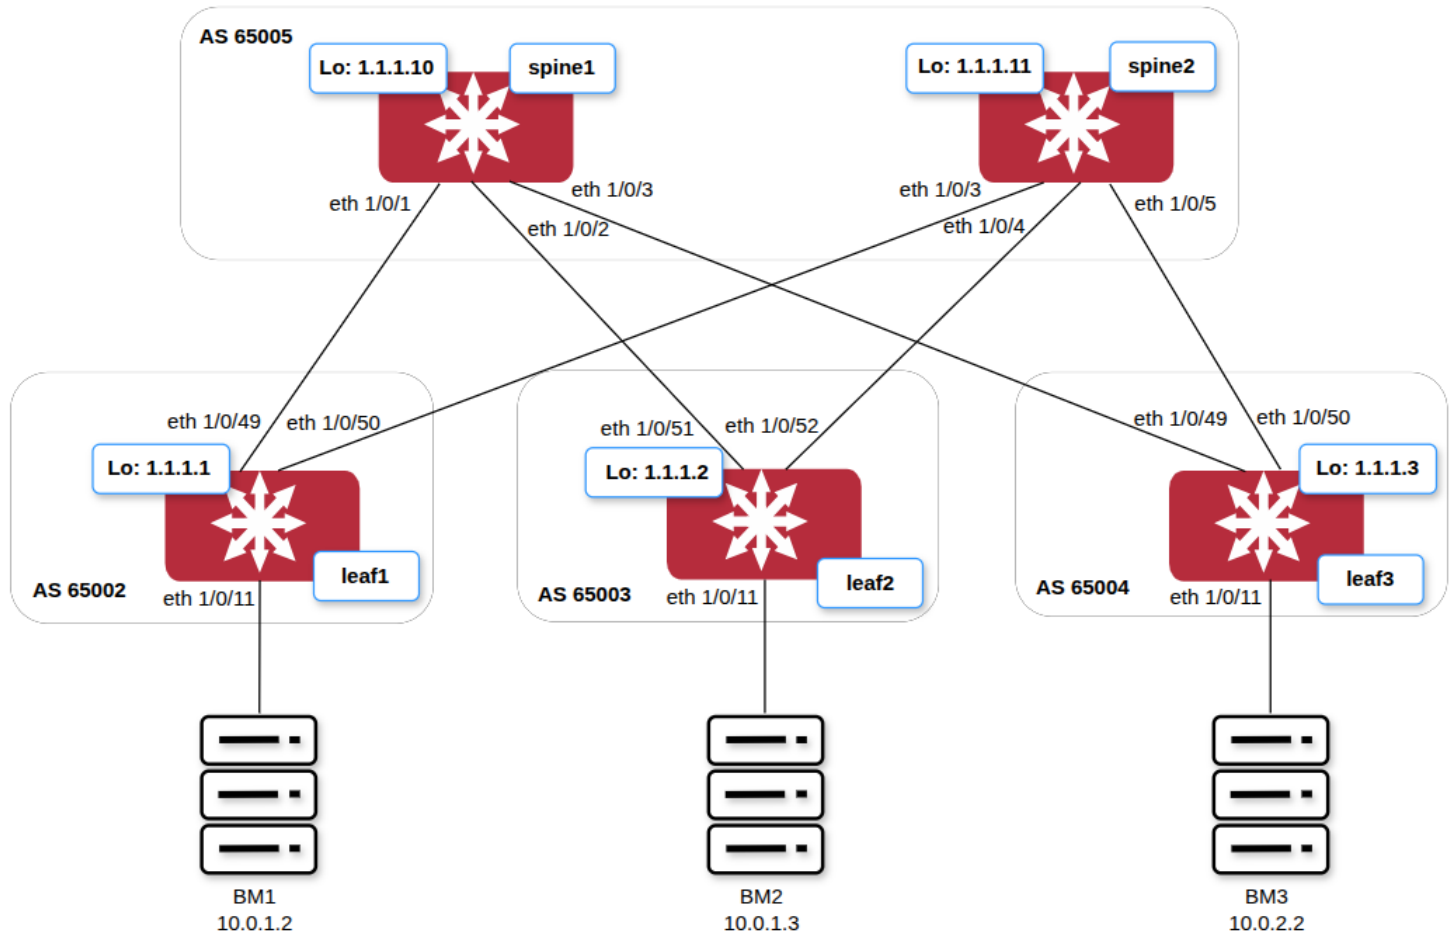 AS 65005
Lo: 1.1.1.10
spine1
Lo: 1.1.1.11
spine2
eth 1/0/1
eth 1/0/2
eth 1/0/3
eth 1/0/3
eth 1/0/4
eth 1/0/5
eth 1/0/49
eth 1/0/50
Lo: 1.1.1.1
leaf1
AS 65002
eth 1/0/11
eth 1/0/51
eth 1/0/52
Lo: 1.1.1.2
leaf2
AS 65003
eth 1/0/11
eth 1/0/49
eth 1/0/50
Lo: 1.1.1.3
leaf3
AS 65004
eth 1/0/11
BM1
10.0.1.2
BM2
10.0.1.3
BM3
10.0.2.2